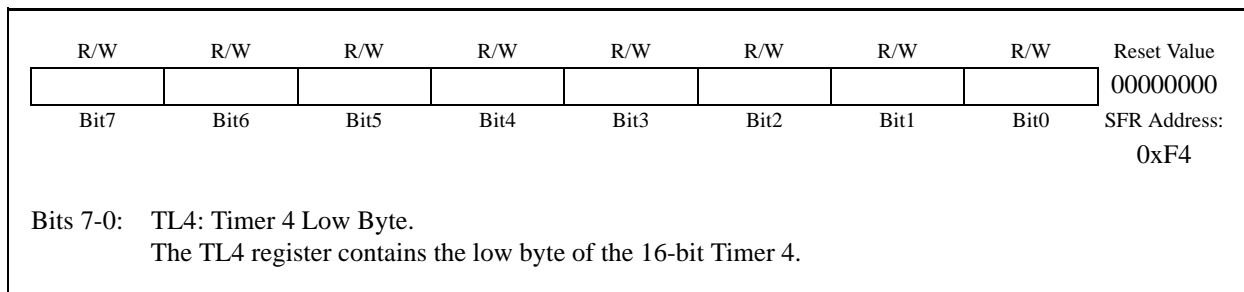 R/W R/W R/W R/W R/W R/W R/W R/W Reset Value
00000000
Bit7 Bit6 Bit5 Bit4 Bit3 Bit2 Bit1 Bit0 SFR Address:
0xF4
Bits 7-0: TL4: Timer 4 Low Byte.
The TL4 register contains the low byte of the 16-bit Timer 4.